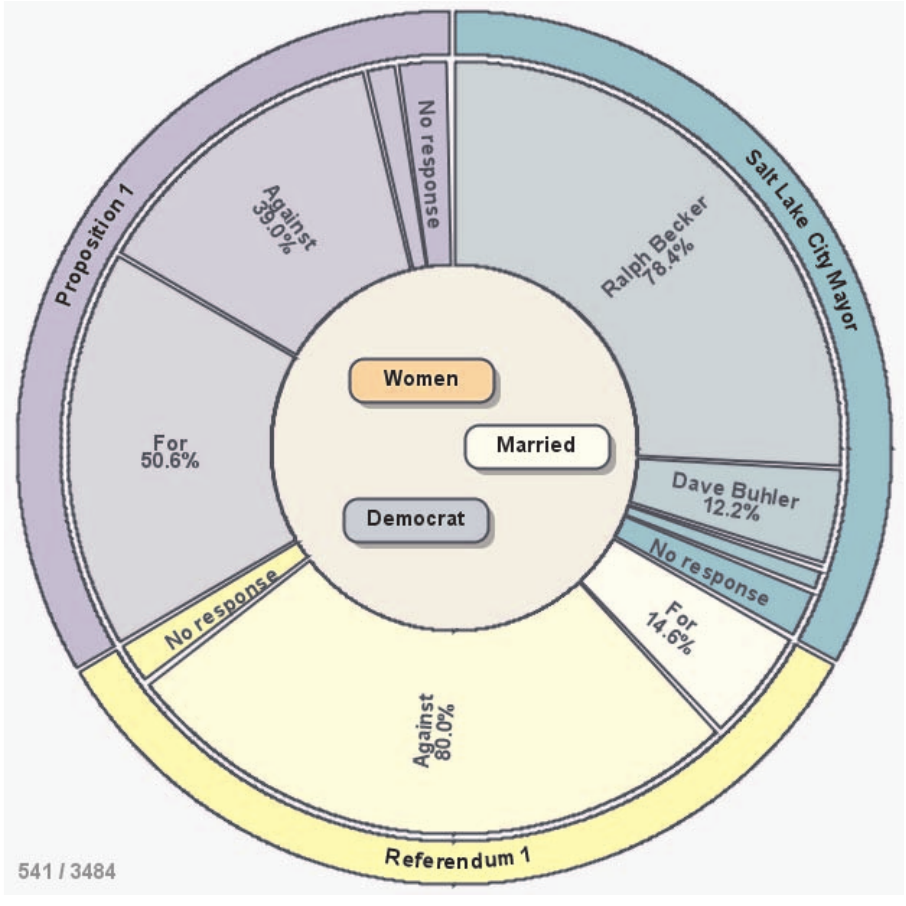 Proposition 1
Against
39.0%
No response
For
50.6%
Salt Lake City Mayor
Ralph Becker
78.4%
Dave Buhler
12.2%
No response
Women
Married
Democrat
No response
For
14.6%
Against
80.0%
Referendum 1
541 / 3484